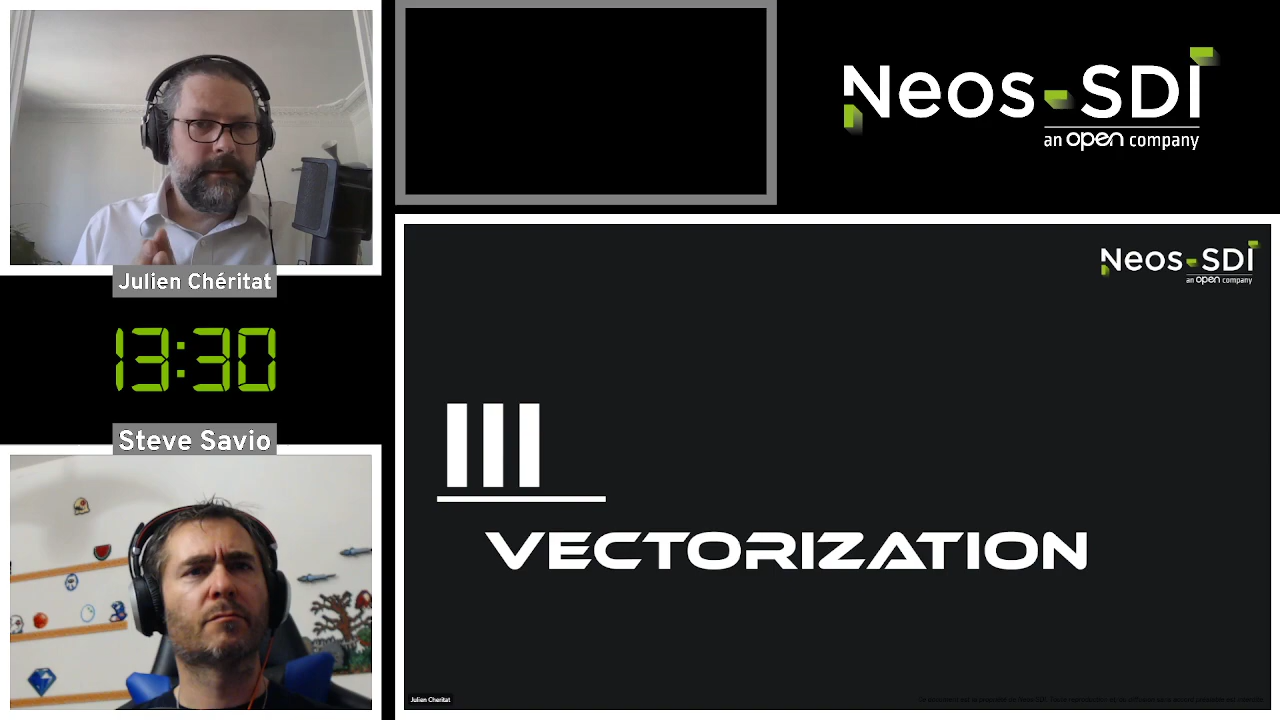 Neos-SDI
an open company
Julien Chéritat
13:30
Steve Savio
Neos-SDI
an open company
III
VECTORIZATION
Julien Cheritat